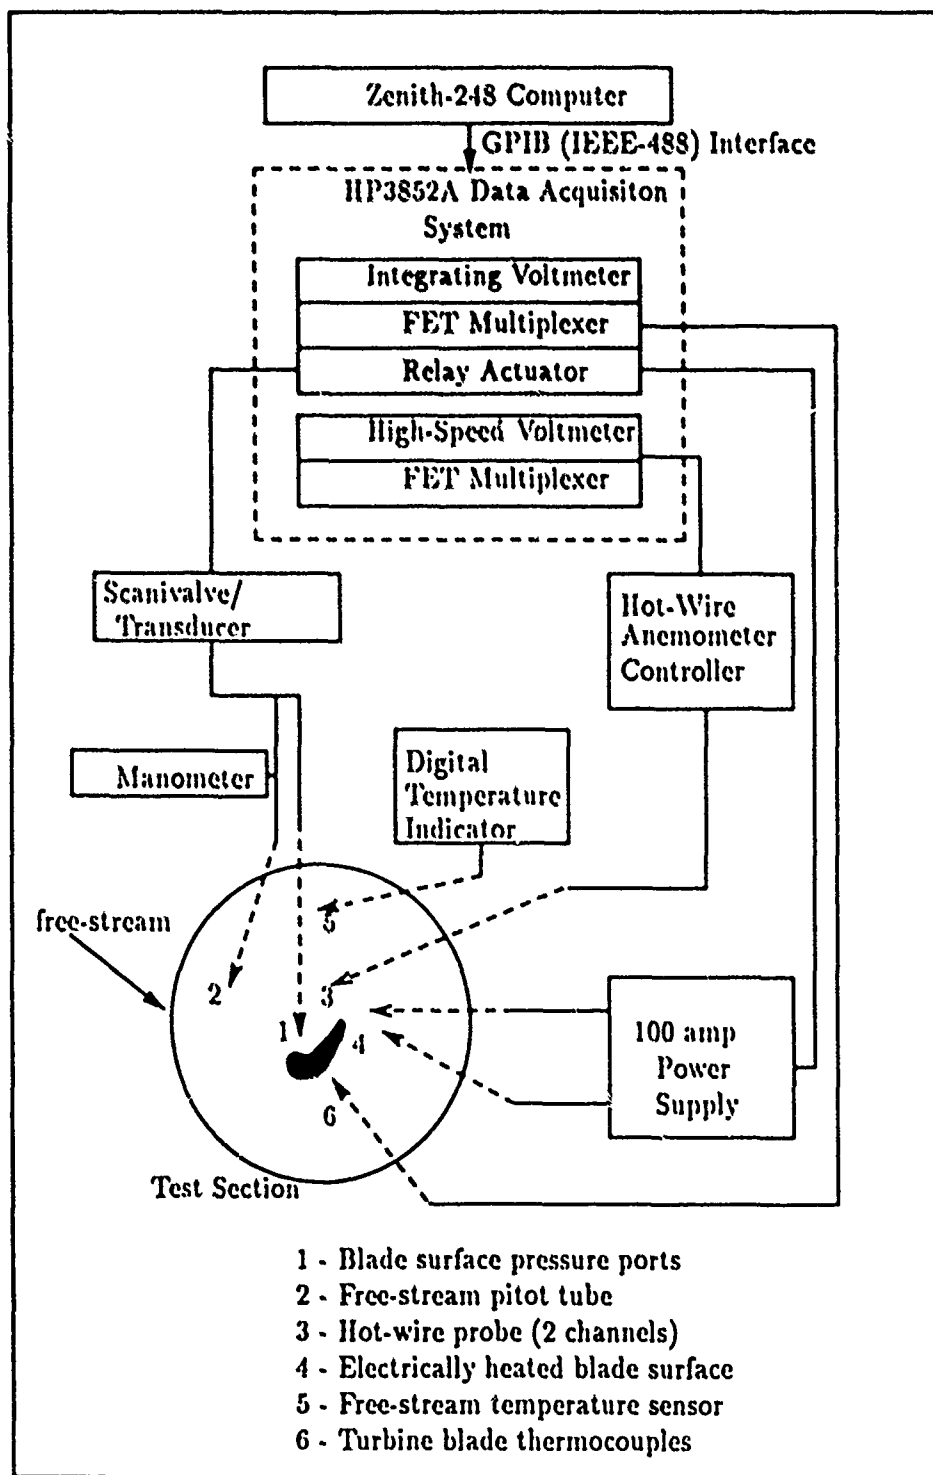 Zenith-248 Computer
GPIB (IEEE-488) Interface
HP3852A Data Acquisiton
System
Integrating Voltmeter
FET Multiplexer
Relay Actuator
High-Speed Voltmeter
FET Multiplexer
Scanivalve/
Transducer
Hot-Wire
Anemometer
Controller
Manometer
Digital
Temperature
Indicator
free-stream
5
2
3
1
4
6
100 amp
Power
Supply
Test Section
1 - Blade surface pressure ports
2 - Free-stream pitot tube
3 - Hot-wire probe (2 channels)
4 - Electrically heated blade surface
5 - Free-stream temperature sensor
6 - Turbine blade thermocouples